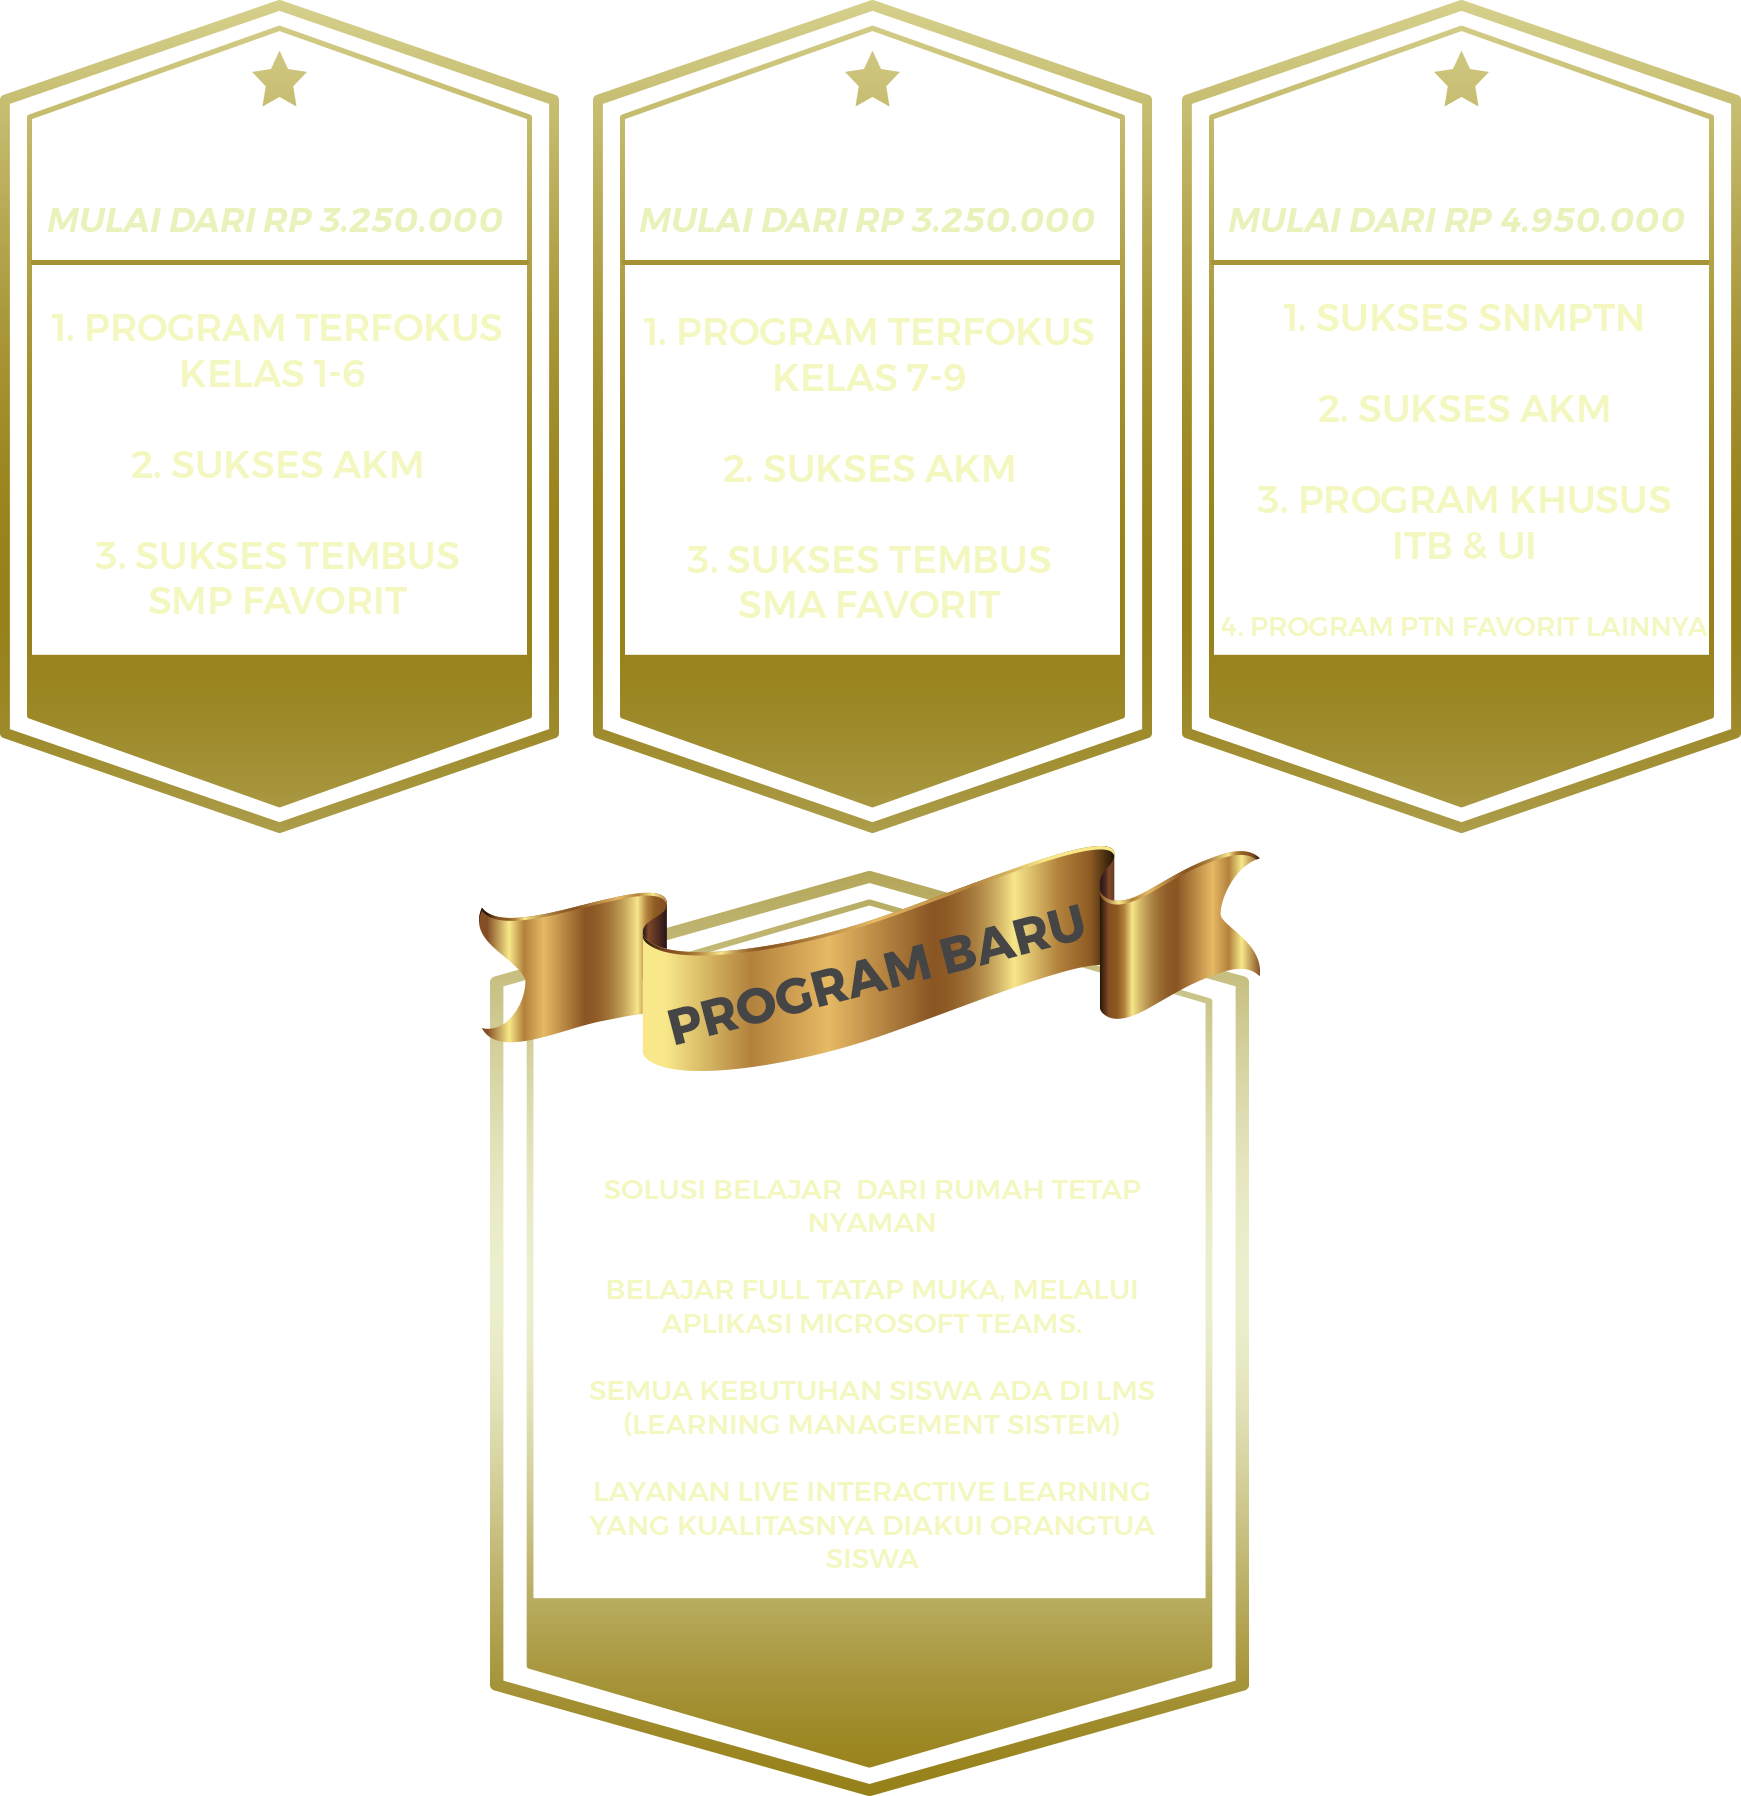 MULAI DARI RP 3.250.000
1. PROGRAM TERFOKUS
KELAS 1-6
2. SUKSES AKM
3. SUKSES TEMBUS
SMP FAVORIT
MULAI DARI RP 3.250.000
1. PROGRAM TERFOKUS
KELAS 7-9
2. SUKSES AKM
3. SUKSES TEMBUS
SMA FAVORIT
MULAI DARI RP 4.950.000
1. SUKSES SNMPTN
2. SUKSES AKM
3. PROGRAM KHUSUS
ITB & UI
4. PROGRAM PTN FAVORIT LAINNYA
PROGRAM BARU
SOLUSI BELAJAR DARI RUMAH TETAP
NYAMAN
BELAJAR FULL TATAP MUKA, MELALUI
APLIKASI MICROSOFT TEAMS.
SEMUA KEBUTUHAN SISWA ADA DI LMS
(LEARNING MANAGEMENT SISTEM)
LAYANAN LIVE INTERACTIVE LEARNING
YANG KUALITASNYA DIAKUI ORANGTUA
SISWA